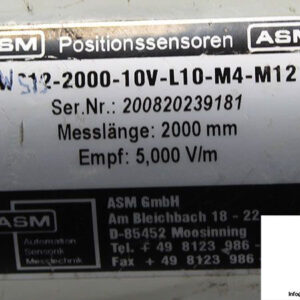 ASM Positionssensoren ASM
WS12-2000-10V-L10-M4-M12
Ser.Nr.: 200820239181
Messlänge: 2000 mm
Empf: 5,000 V/m
ASM GmbH
Am Bleichbach 18 - 22
D-85452 Moosinning
Tel. + 49 8123 986 -
Fax + 49 8123 986 -
ASM
Automation
Sensorik
Messtechnik